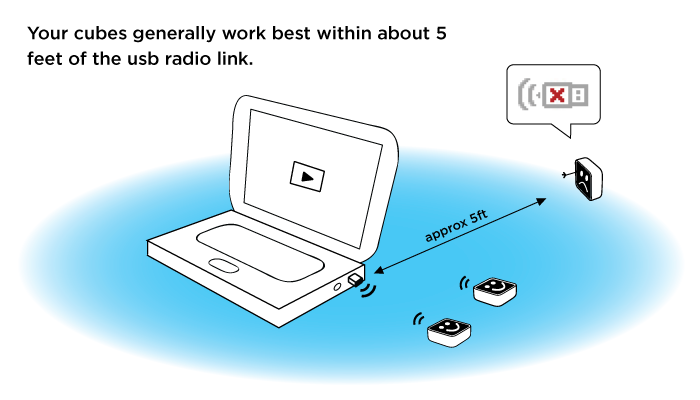 Your cubes generally work best within about 5
feet of the usb radio link.
approx 5ft